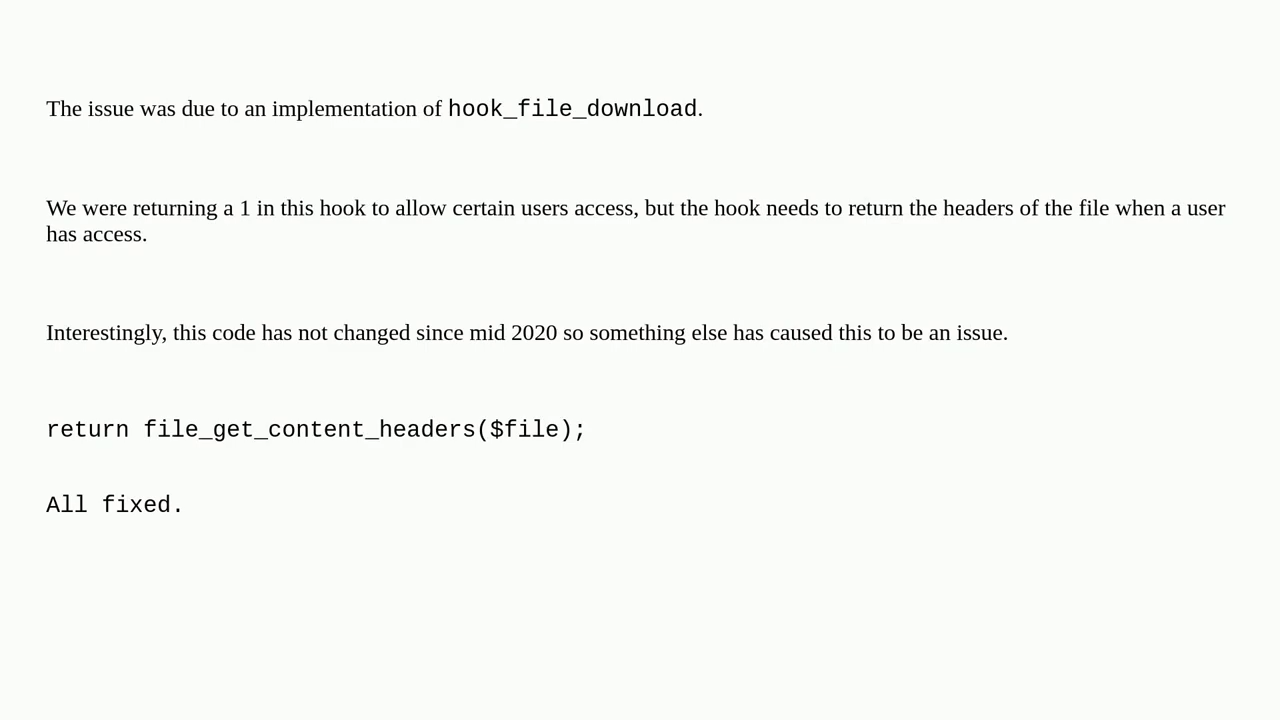 The issue was due to an implementation of hook_file_download.
We were returning a 1 in this hook to allow certain users access, but the hook needs to return the headers of the file when a user
has access.
Interestingly, this code has not changed since mid 2020 so something else has caused this to be an issue.
return file_get_content_headers($file);
All fixed.